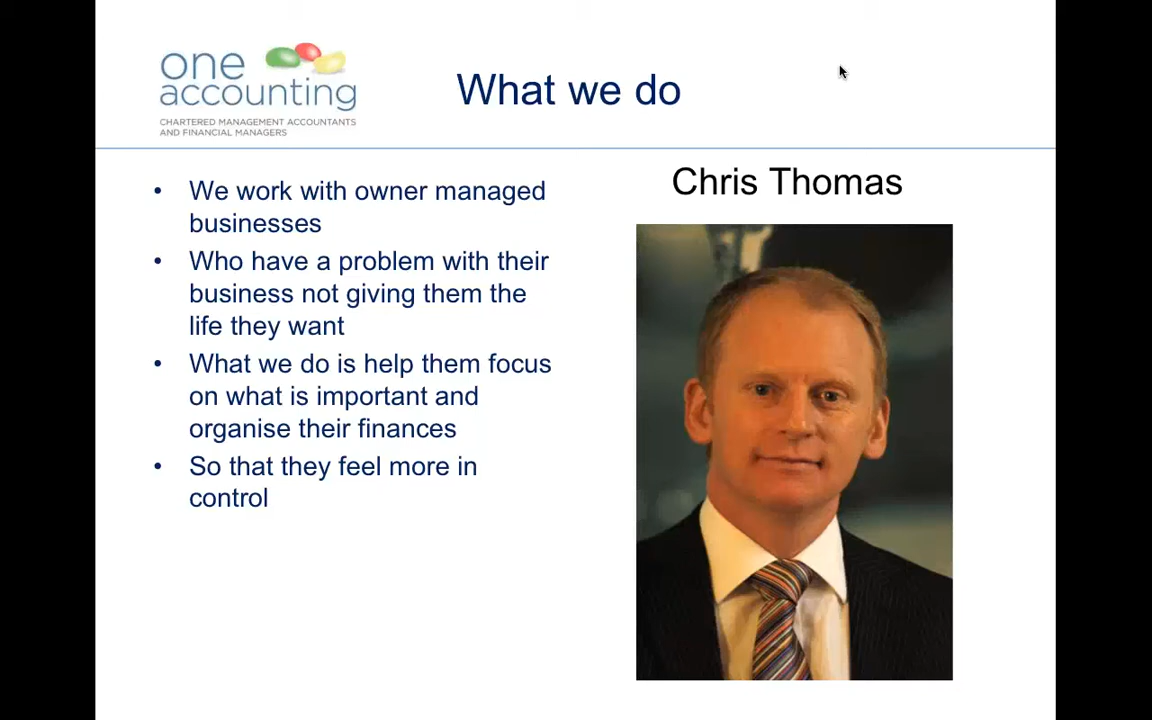 one
accounting
CHARTERED MANAGEMENT ACCOUNTANTS
AND FINANCIAL MANAGERS
What we do
• We work with owner managed
businesses
• Who have a problem with their
business not giving them the
life they want
• What we do is help them focus
on what is important and
organise their finances
• So that they feel more in
control
Chris Thomas